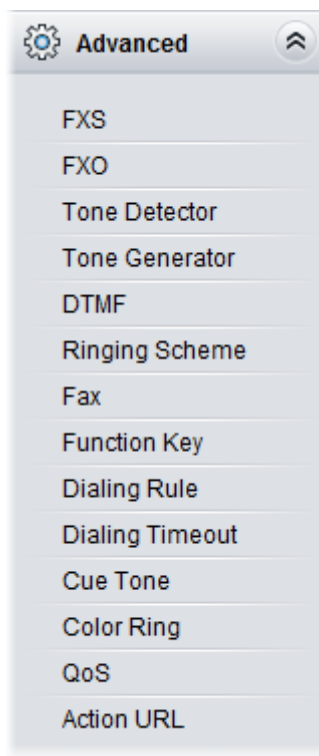 Advanced
FXS
FXO
Tone Detector
Tone Generator
DTMF
Ringing Scheme
Fax
Function Key
Dialing Rule
Dialing Timeout
Cue Tone
Color Ring
QoS
Action URL